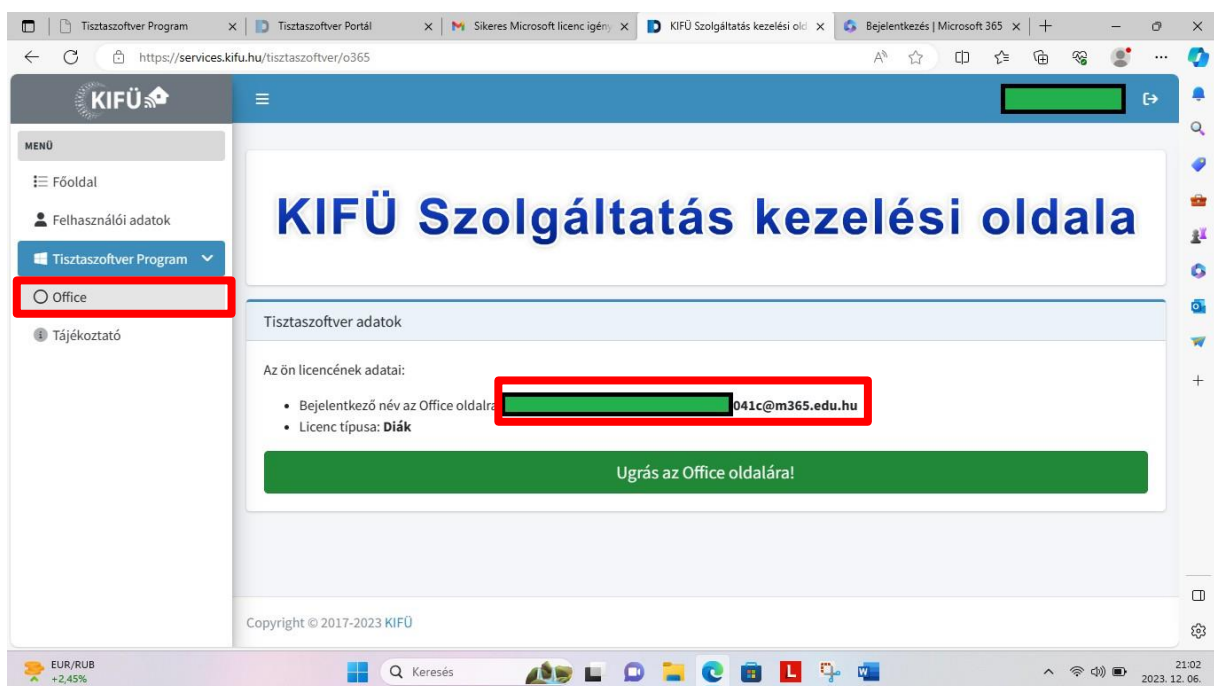 Tisztaszoftver Program
Tisztaszoftver Portál
Sikeres Microsoft licenc igény
KIFÜ Szolgáltatás kezelési old
Bejelentkezés | Microsoft 365
https://services.kifu.hu/tisztaszoftver/o365
KIFÜ
MENÜ
Főoldal
Felhasználói adatok
Tisztaszoftver Program
Office
Tájékoztató
KIFÜ Szolgáltatás kezelési oldala
Tisztaszoftver adatok
Az ön licencének adatai:
• Bejelentkező név az Office oldalra 041c@m365.edu.hu
• Licenc típusa: Diák
Ugrás az Office oldalára!
Copyright © 2017-2023 KIFÜ
EUR/RUB
+2,45%
Keresés
21:02
2023. 12. 06.